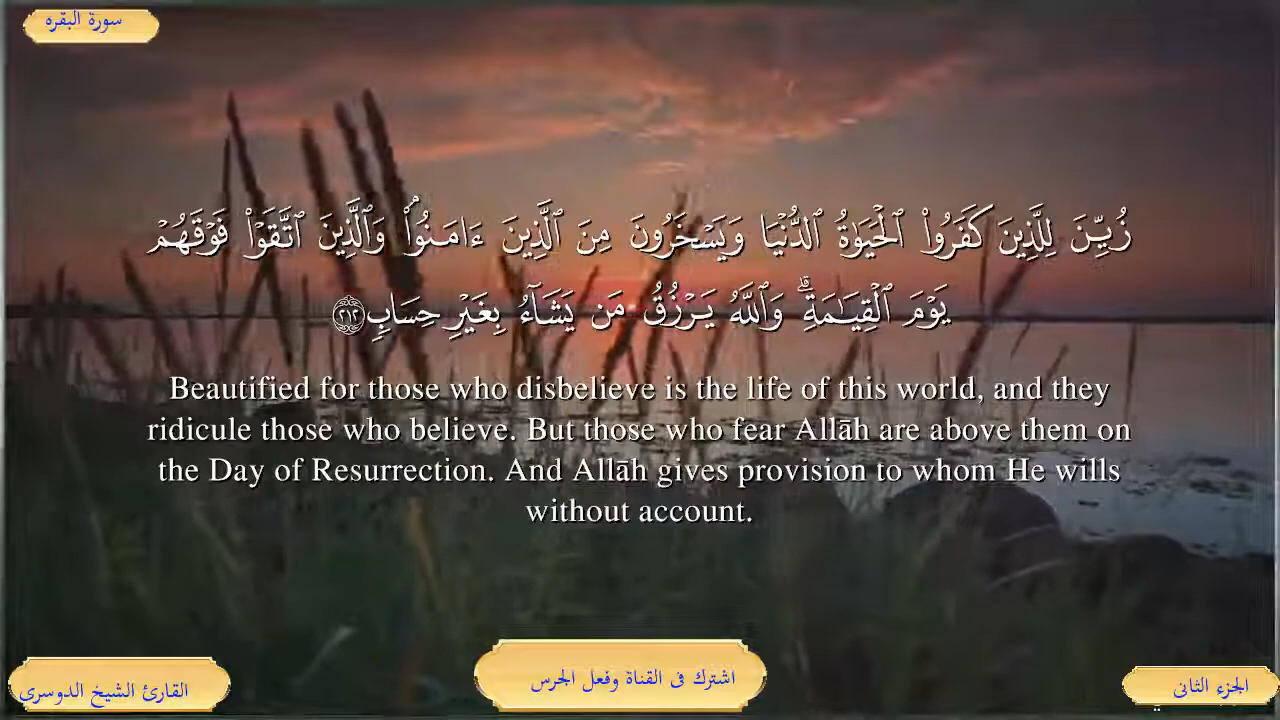 سورة البقره
زُيِّنَ لِلَّذِينَ كَفَرُوا۟ ٱلْحَيَوٰةُ ٱلدُّنْيَا وَيَسْخَرُونَ مِنَ ٱلَّذِينَ ءَامَنُوا۟ ۘ وَٱلَّذِينَ ٱتَّقَوْا۟ فَوْقَهُمْ
يَوْمَ ٱلْقِيَـٰمَةِ ۗ وَٱللَّهُ يَرْزُقُ مَن يَشَآءُ بِغَيْرِ حِسَابٍ ٢١٢
Beautified for those who disbelieve is the life of this world, and they
ridicule those who believe. But those who fear Allāh are above them on
the Day of Resurrection. And Allāh gives provision to whom He wills
without account.
القارئ الشيخ الدوسرى
اشترك فى القناة وفعل الجرس
الجزء الثانى